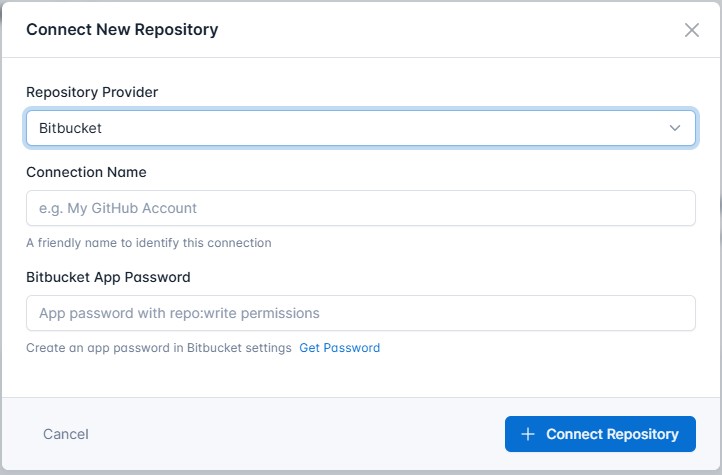 Connect New Repository
Repository Provider
Bitbucket
Connection Name
e.g. My GitHub Account
A friendly name to identify this connection
Bitbucket App Password
App password with repo:write permissions
Create an app password in Bitbucket settings Get Password
Cancel
Connect Repository